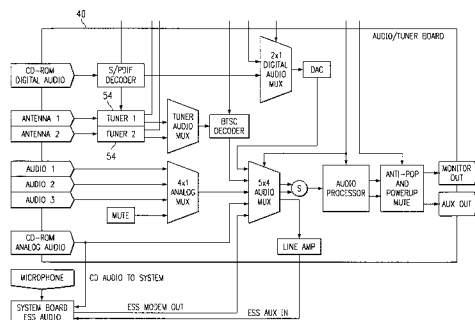 40
AUDIO/TUNER BOARD
CD-ROM
DIGITAL AUDIO
S/PDIF
DECODER
2x1
DIGITAL
AUDIO
MUX
DAC
54
ANTENNA 1
ANTENNA 2
TUNER 1
TUNER 2
54
TUNER
AUDIO
MUX
BTSC
DECODER
AUDIO 1
AUDIO 2
AUDIO 3
MUTE
4x1
ANALOG
MUX
5x4
AUDIO
MUX
S
AUDIO
PROCESSOR
ANTI-POP
AND
POWERUP
MUTE
MONITOR
OUT
AUX OUT
CD-ROM
ANALOG AUDIO
LINE AMP
MICROPHONE
CD AUDIO TO SYSTEM
SYSTEM BOARD
ESS AUDIO
ESS MODEM OUT
ESS AUX IN